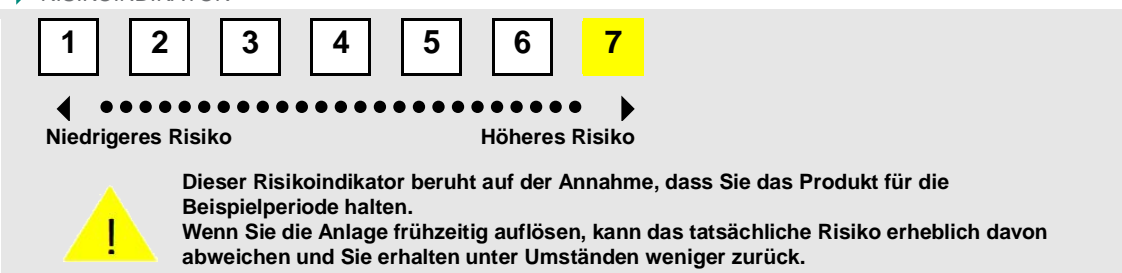 RISIKOINDIKATOR
1 2 3 4 5 6 7
Niedrigeres Risiko Höheres Risiko
Dieser Risikoindikator beruht auf der Annahme, dass Sie das Produkt für die
Beispielperiode halten.
! Wenn Sie die Anlage frühzeitig auflösen, kann das tatsächliche Risiko erheblich davon
abweichen und Sie erhalten unter Umständen weniger zurück.